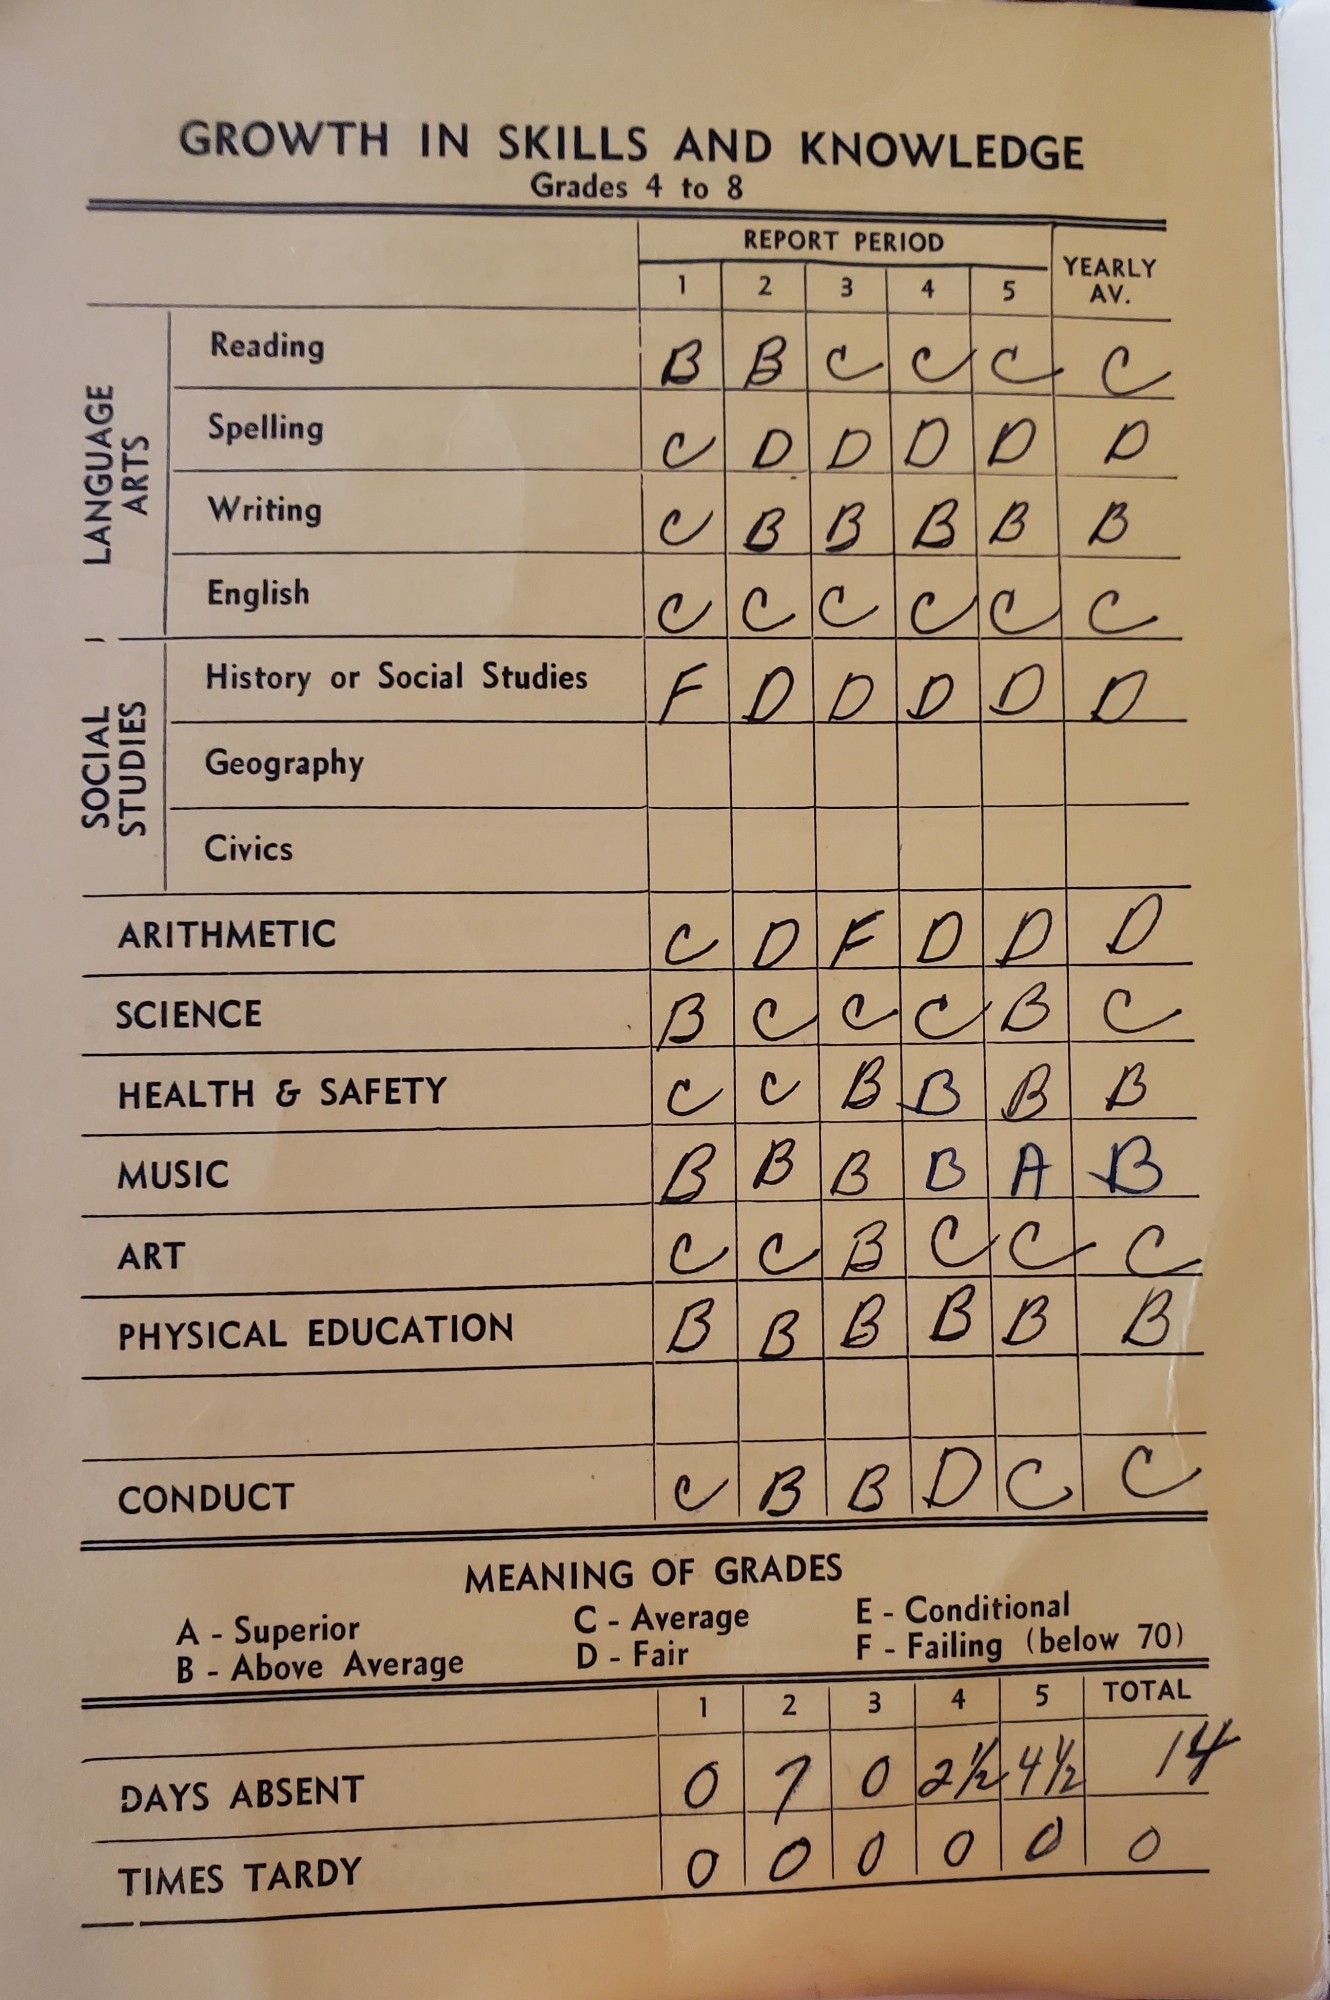 GROWTH IN SKILLS AND KNOWLEDGE
Grades 4 to 8
REPORT PERIOD YEARLY AV.
1 2 3 4 5
LANGUAGE ARTS
Reading B B C C C C
Spelling C D D D D D
Writing C B B B B B
English C C C C C C
SOCIAL STUDIES
History or Social Studies F D D D D D
Geography
Civics
ARITHMETIC C D F D D D
SCIENCE B C C C B C
HEALTH & SAFETY C C B B B B
MUSIC B B B B A B
ART C C B C C C
PHYSICAL EDUCATION B B B B B B
CONDUCT C B B D C C
MEANING OF GRADES
A - Superior C - Average E - Conditional
B - Above Average D - Fair F - Failing (below 70)
1 2 3 4 5 TOTAL
DAYS ABSENT 0 7 0 2½ 4½ 14
TIMES TARDY 0 0 0 0 0 0